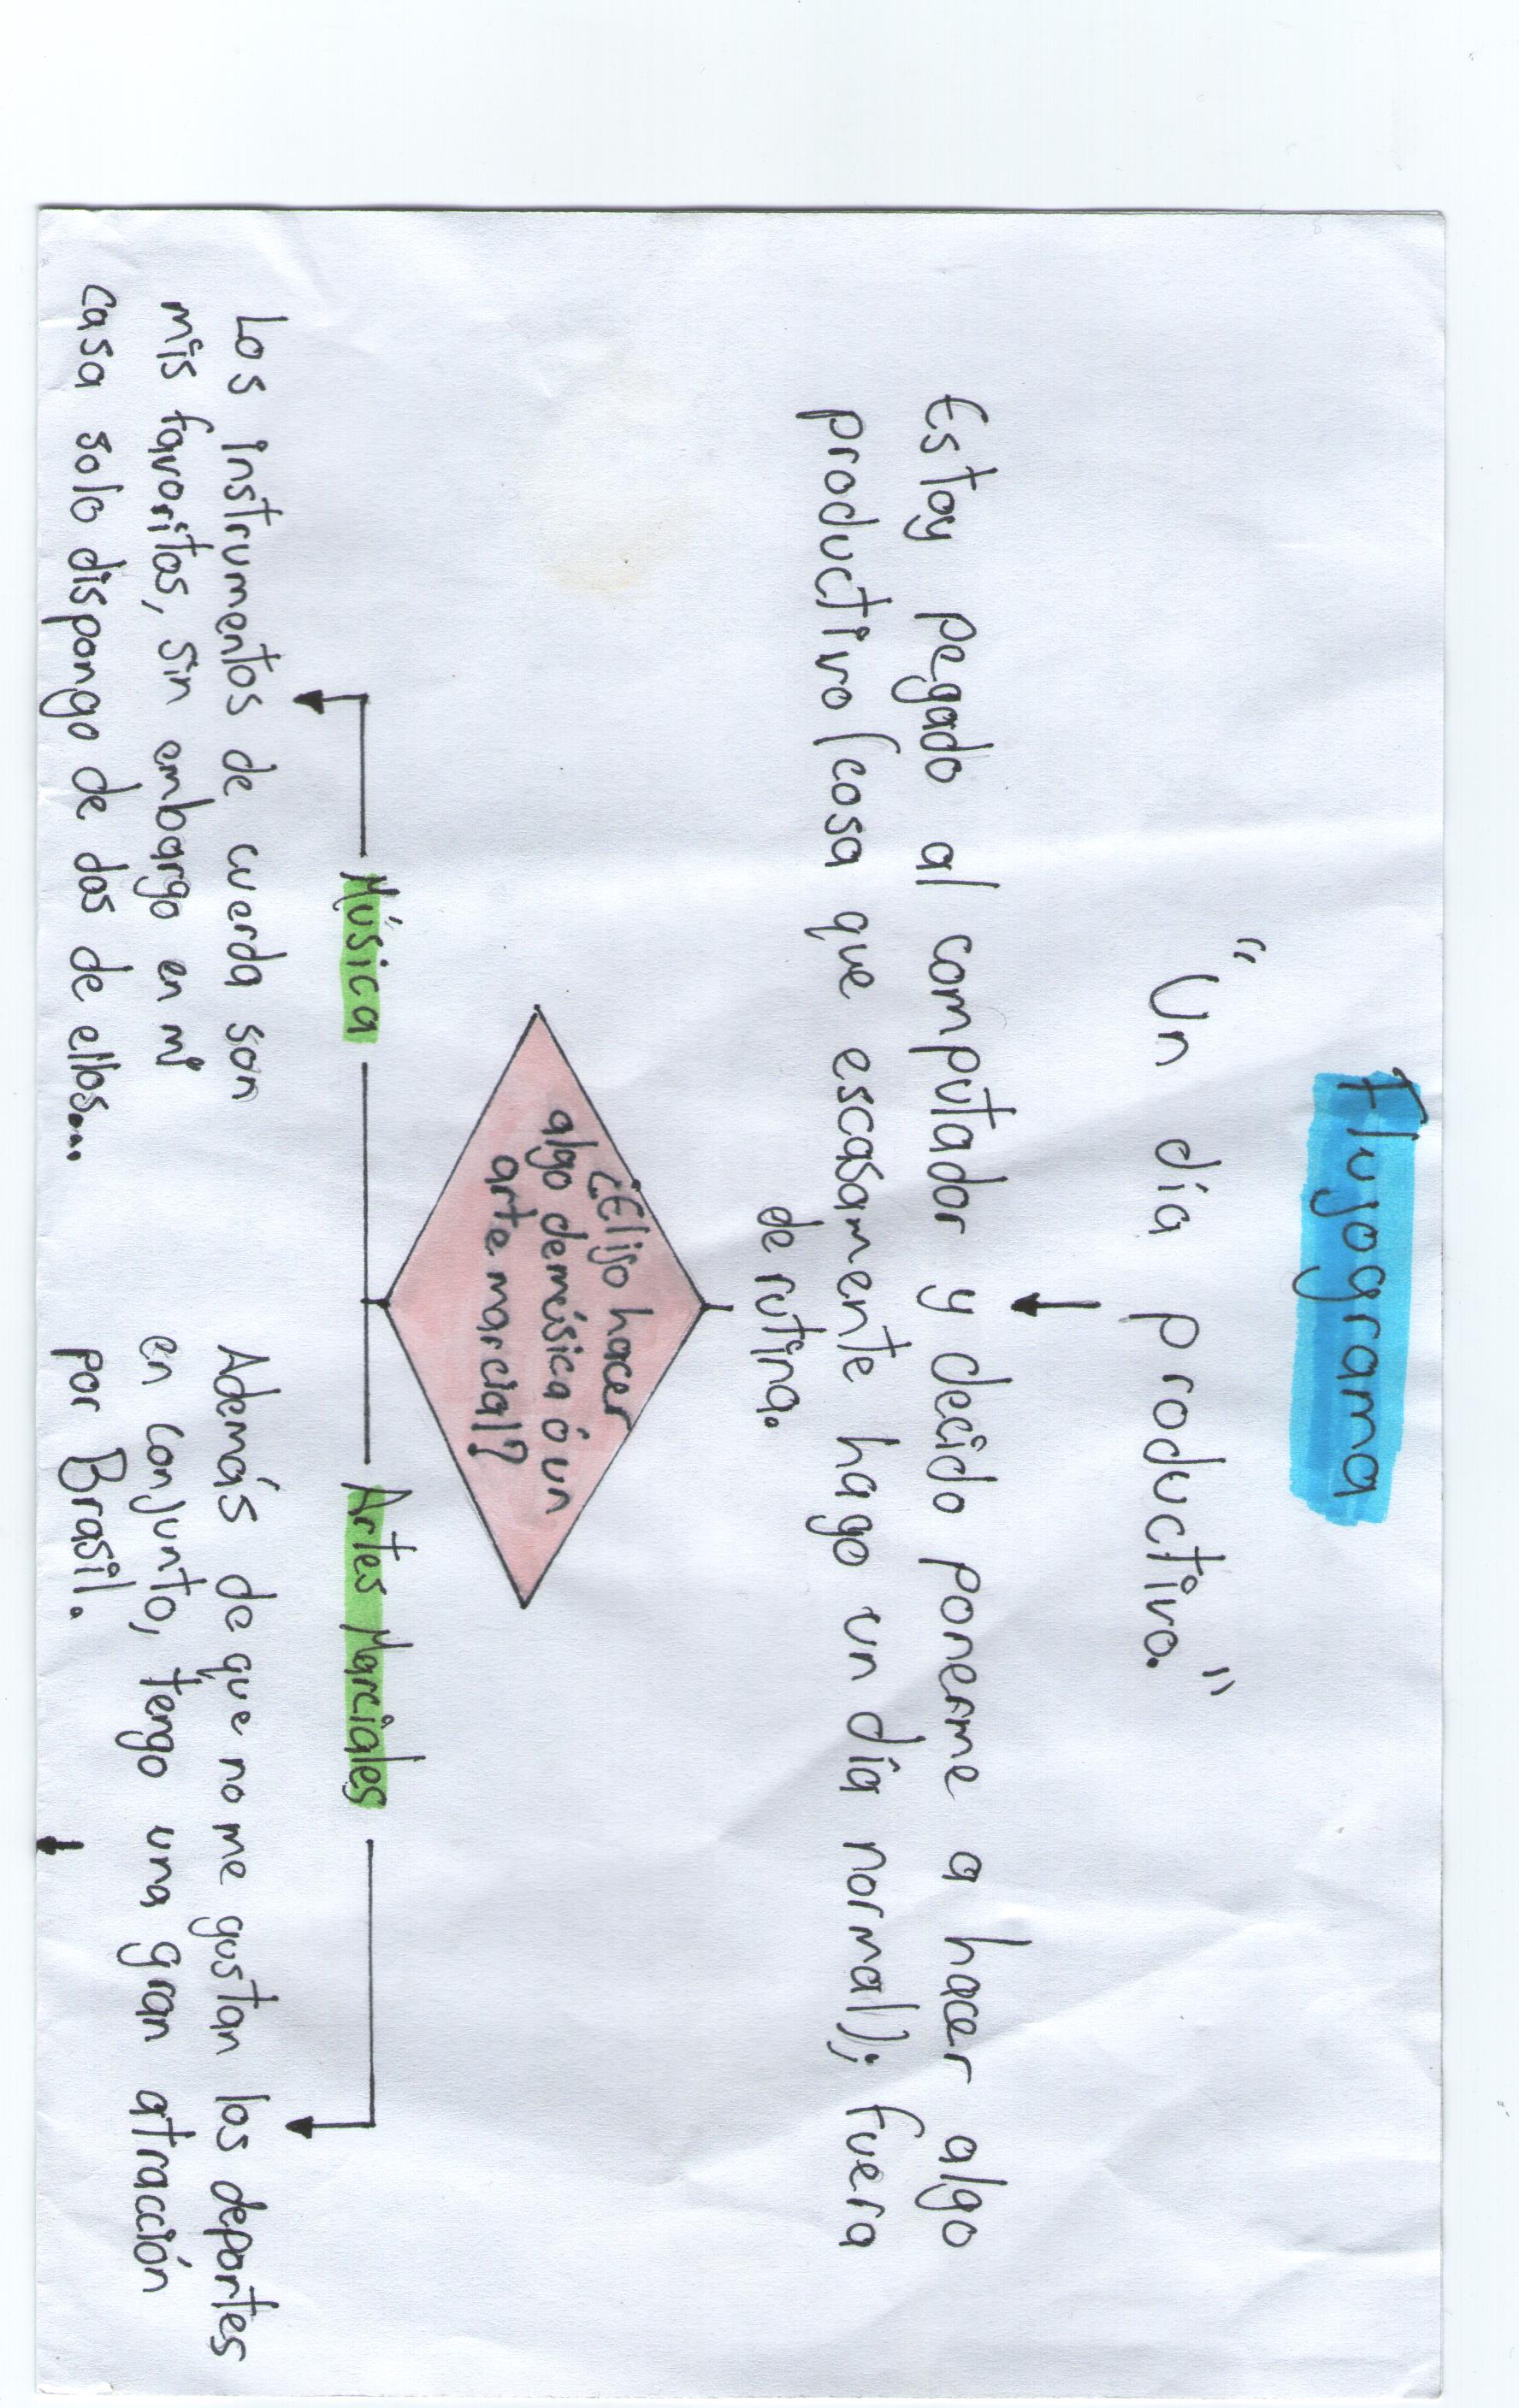 Flujograma
"Un día productivo."
Estoy pegado al computador y decido ponerme a hacer algo
productivo (cosa que escasamente hago un día normal); fuera
de rutina.
¿Elijo hacer
algo de música ó un
arte marcial?
Música
Artes Marciales
Los instrumentos de cuerda son
mis favoritos, sin embargo en mi
casa solo dispongo de dos de ellos...
Además de que no me gustan los deportes
en conjunto, tengo una gran atracción
por Brasil.